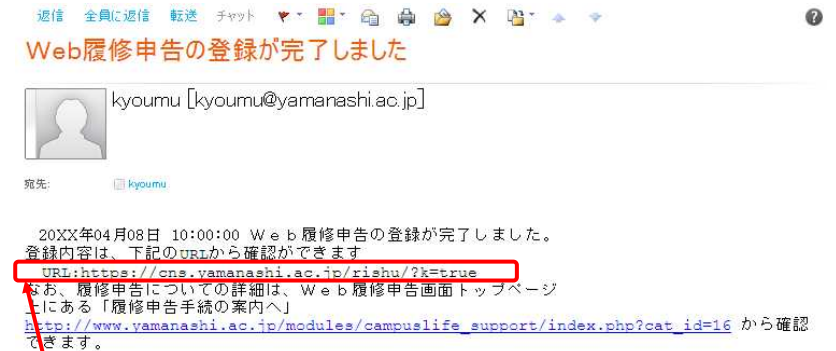 返信 全員に返信 転送 チャット
Web履修申告の登録が完了しました
kyoumu [kyoumu@yamanashi.ac.jp]
宛先: kyoumu
20XX年04月08日 10:00:00 Ｗｅｂ履修申告の登録が完了しました。
登録内容は、下記のURLから確認ができます
URL:https://cns.yamanashi.ac.jp/rishu/?k=true
なお、履修申告についての詳細は、Ｗｅｂ履修申告画面トップページ
上にある「履修申告手続の案内へ」
http://www.yamanashi.ac.jp/modules/campuslife_support/index.php?cat_id=16 から確認
できます。